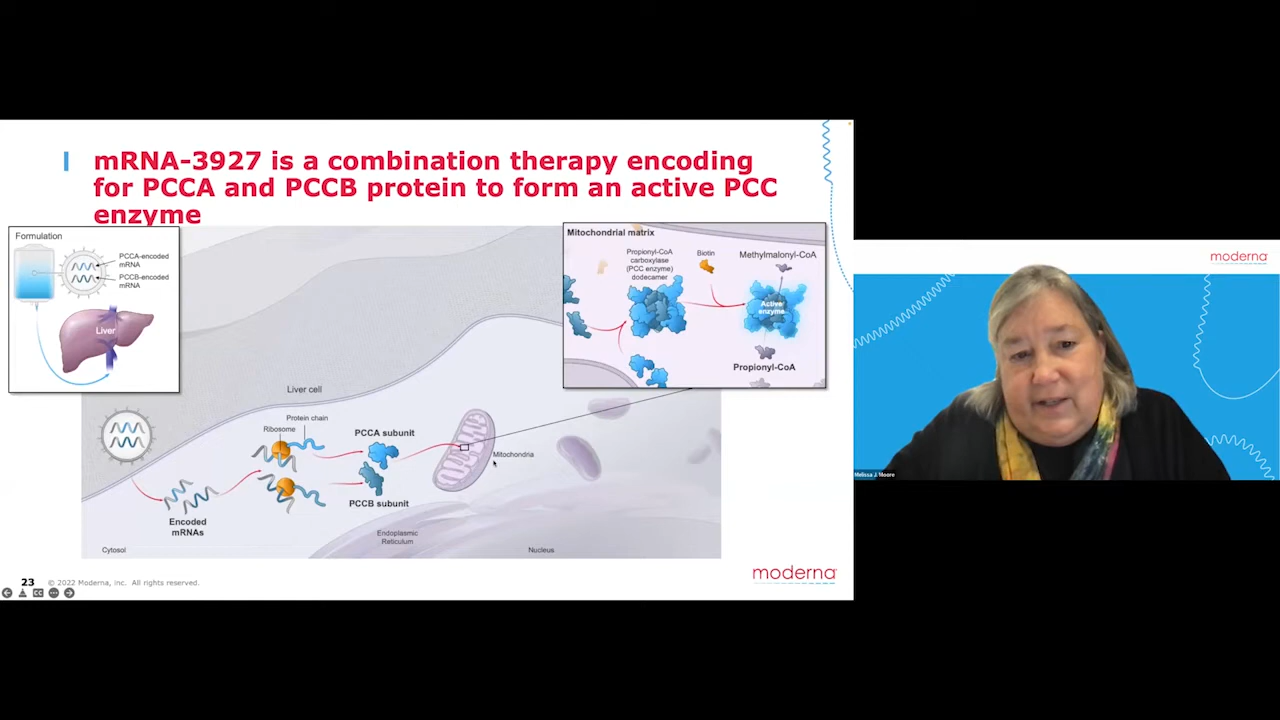 mRNA-3927 is a combination therapy encoding
for PCCA and PCCB protein to form an active PCC
enzyme
Formulation
PCCA-encoded
mRNA
PCCB-encoded
mRNA
Liver
Mitochondrial matrix
Propionyl-CoA
carboxylase
(PCC enzyme)
dodecamer
Biotin
Methylmalonyl-CoA
Active
enzyme
Propionyl-CoA
Liver cell
Protein chain
Ribosome
PCCA subunit
Mitochondria
PCCB subunit
Encoded
mRNAs
Endoplasmic
Reticulum
Cytosol
Nucleus
23
© 2022 Moderna, inc. All rights reserved.
moderna
CC
moderna
Melissa J. Moore